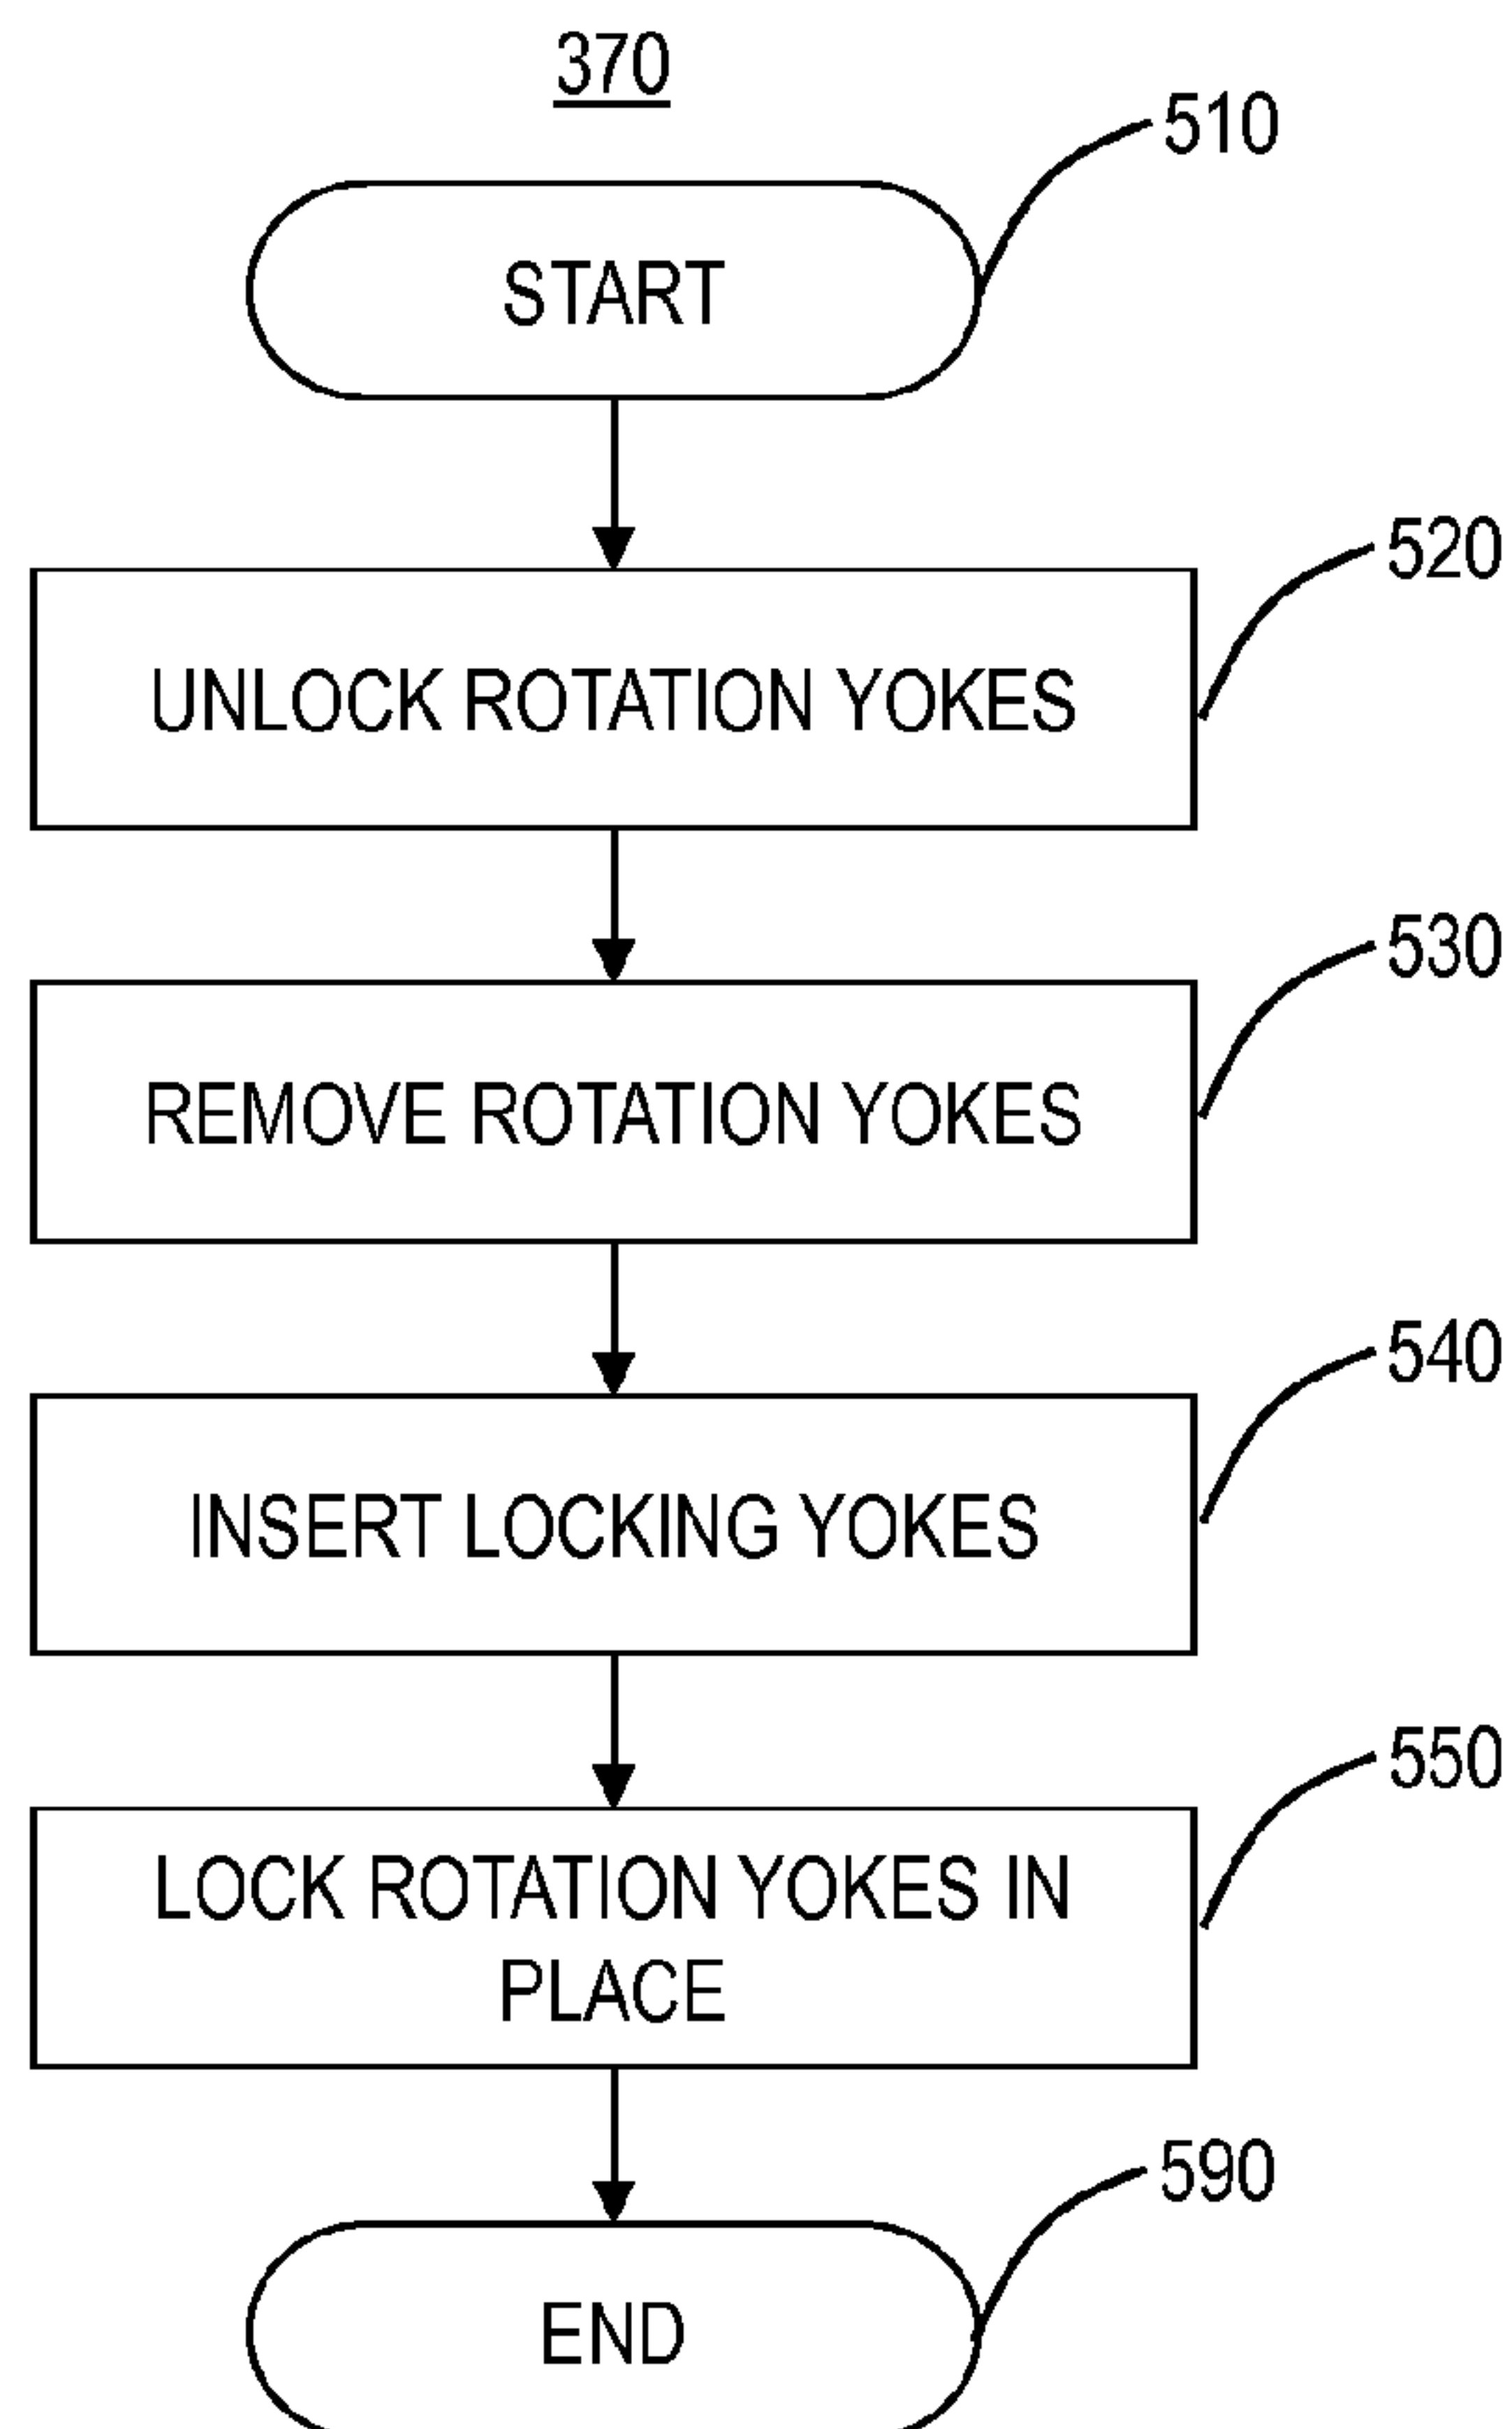 370
510
START
520
UNLOCK ROTATION YOKES
530
REMOVE ROTATION YOKES
540
INSERT LOCKING YOKES
550
LOCK ROTATION YOKES IN
PLACE
590
END